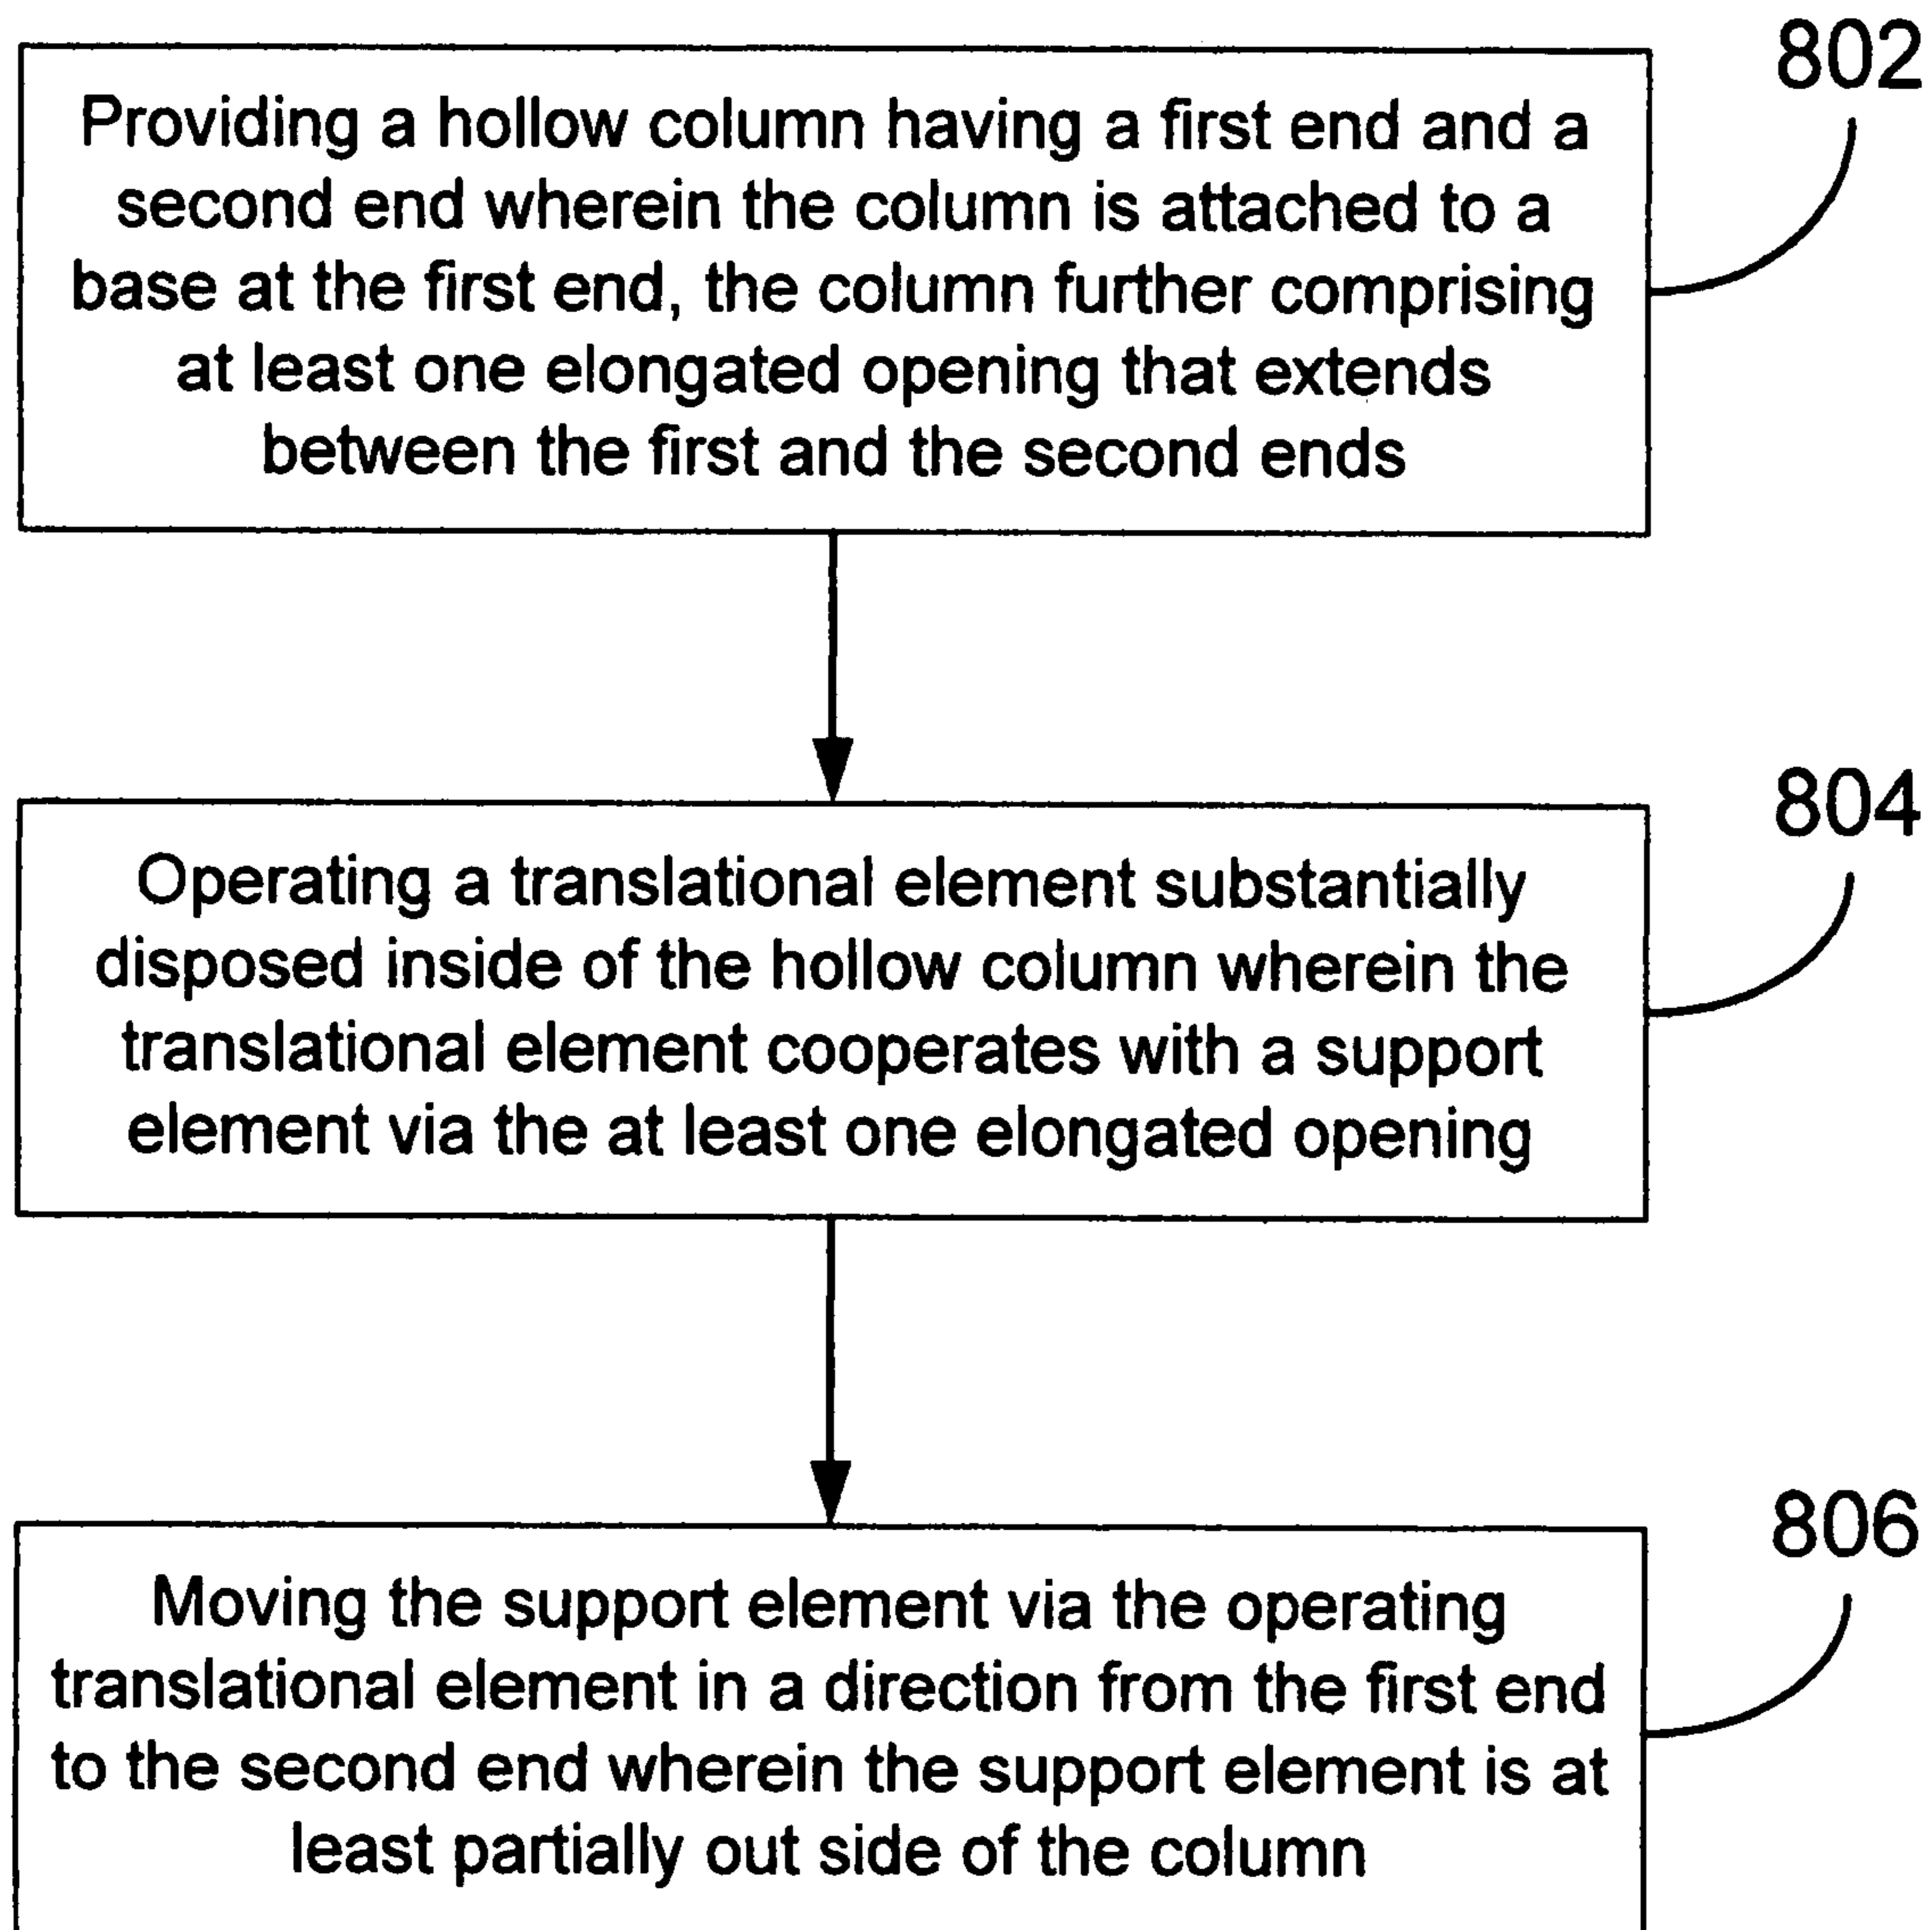 802
Providing a hollow column having a first end and a
second end wherein the column is attached to a
base at the first end, the column further comprising
at least one elongated opening that extends
between the first and the second ends
804
Operating a translational element substantially
disposed inside of the hollow column wherein the
translational element cooperates with a support
element via the at least one elongated opening
806
Moving the support element via the operating
translational element in a direction from the first end
to the second end wherein the support element is at
least partially out side of the column